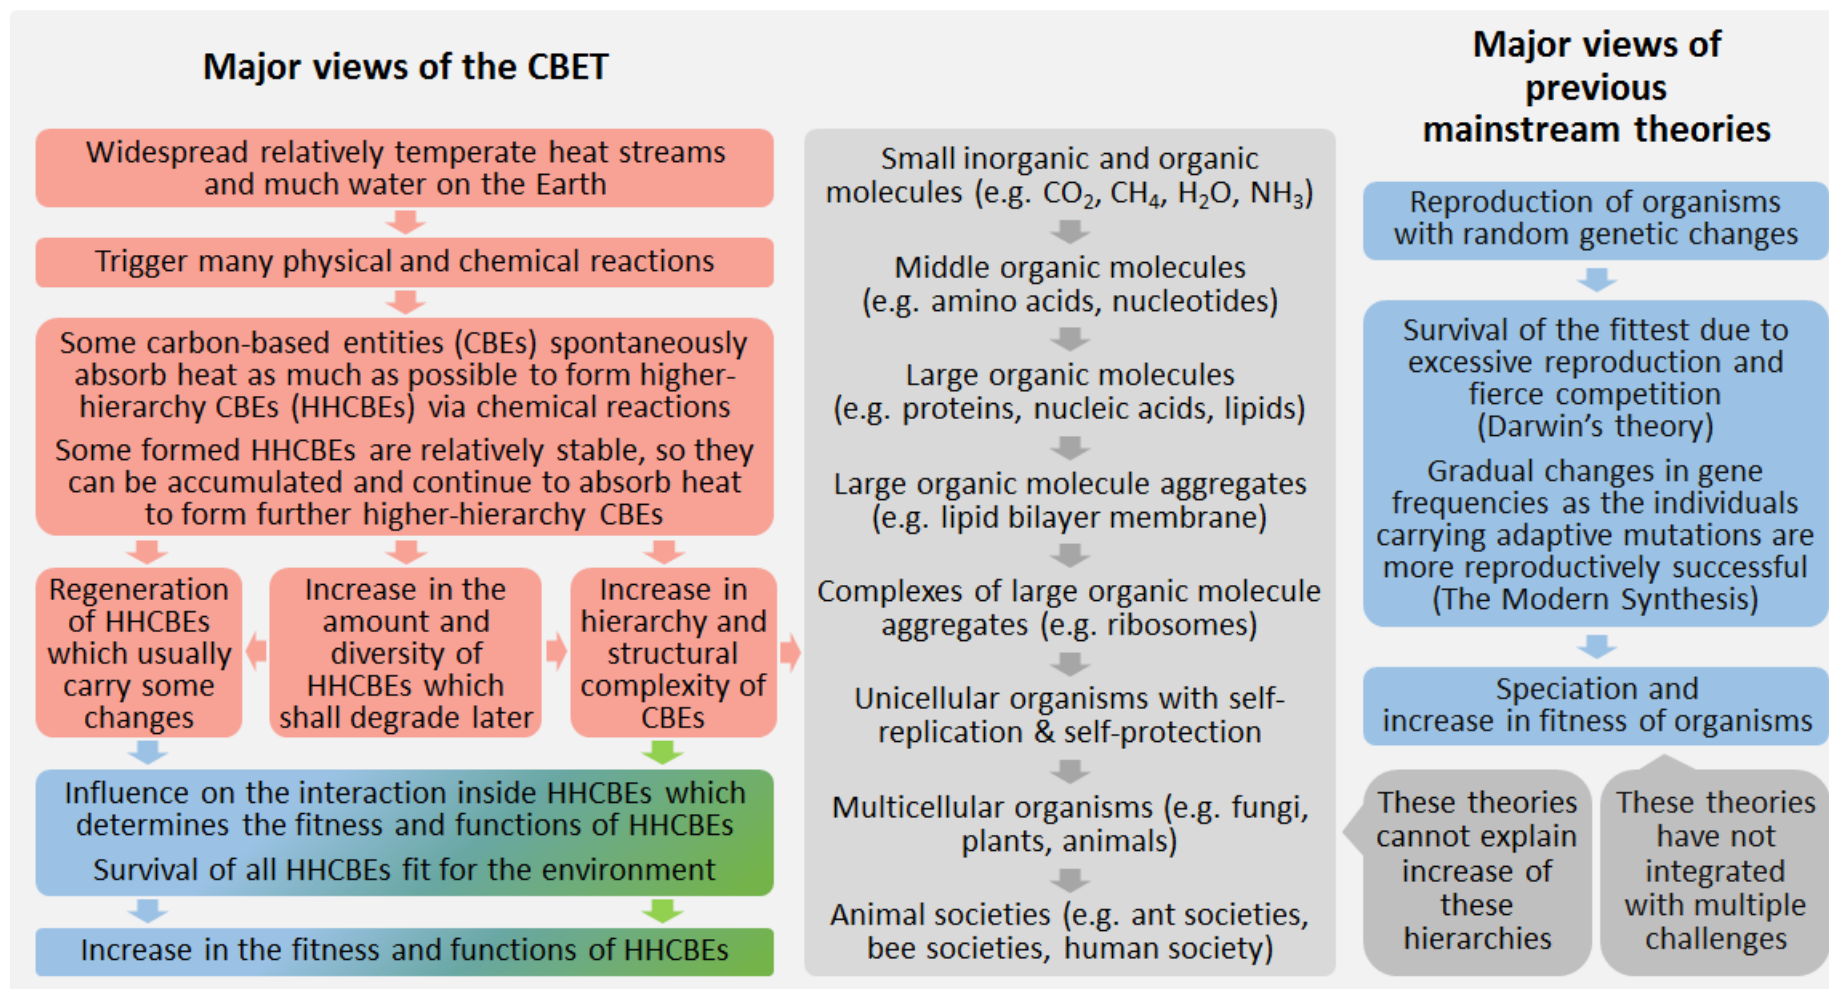 Major views of the CBET
Widespread relatively temperate heat streams
and much water on the Earth
Trigger many physical and chemical reactions
Some carbon-based entities (CBEs) spontaneously
absorb heat as much as possible to form higher-
hierarchy CBEs (HHCBEs) via chemical reactions
Some formed HHCBEs are relatively stable, so they
can be accumulated and continue to absorb heat
to form further higher-hierarchy CBEs
Regeneration
of HHCBEs
which usually
carry some
changes
Increase in the
amount and
diversity of
HHCBEs which
shall degrade later
Increase in
hierarchy and
structural
complexity of
CBEs
Influence on the interaction inside HHCBEs which
determines the fitness and functions of HHCBEs
Survival of all HHCBEs fit for the environment
Increase in the fitness and functions of HHCBEs
Small inorganic and organic
molecules (e.g. CO₂, CH₄, H₂O, NH₃)
Middle organic molecules
(e.g. amino acids, nucleotides)
Large organic molecules
(e.g. proteins, nucleic acids, lipids)
Large organic molecule aggregates
(e.g. lipid bilayer membrane)
Complexes of large organic molecule
aggregates (e.g. ribosomes)
Unicellular organisms with self-
replication & self-protection
Multicellular organisms (e.g. fungi,
plants, animals)
Animal societies (e.g. ant societies,
bee societies, human society)
Major views of
previous
mainstream theories
Reproduction of organisms
with random genetic changes
Survival of the fittest due to
excessive reproduction and
fierce competition
(Darwin's theory)
Gradual changes in gene
frequencies as the individuals
carrying adaptive mutations are
more reproductively successful
(The Modern Synthesis)
Speciation and
increase in fitness of organisms
These theories
cannot explain
increase of
these
hierarchies
These theories
have not
integrated
with multiple
challenges